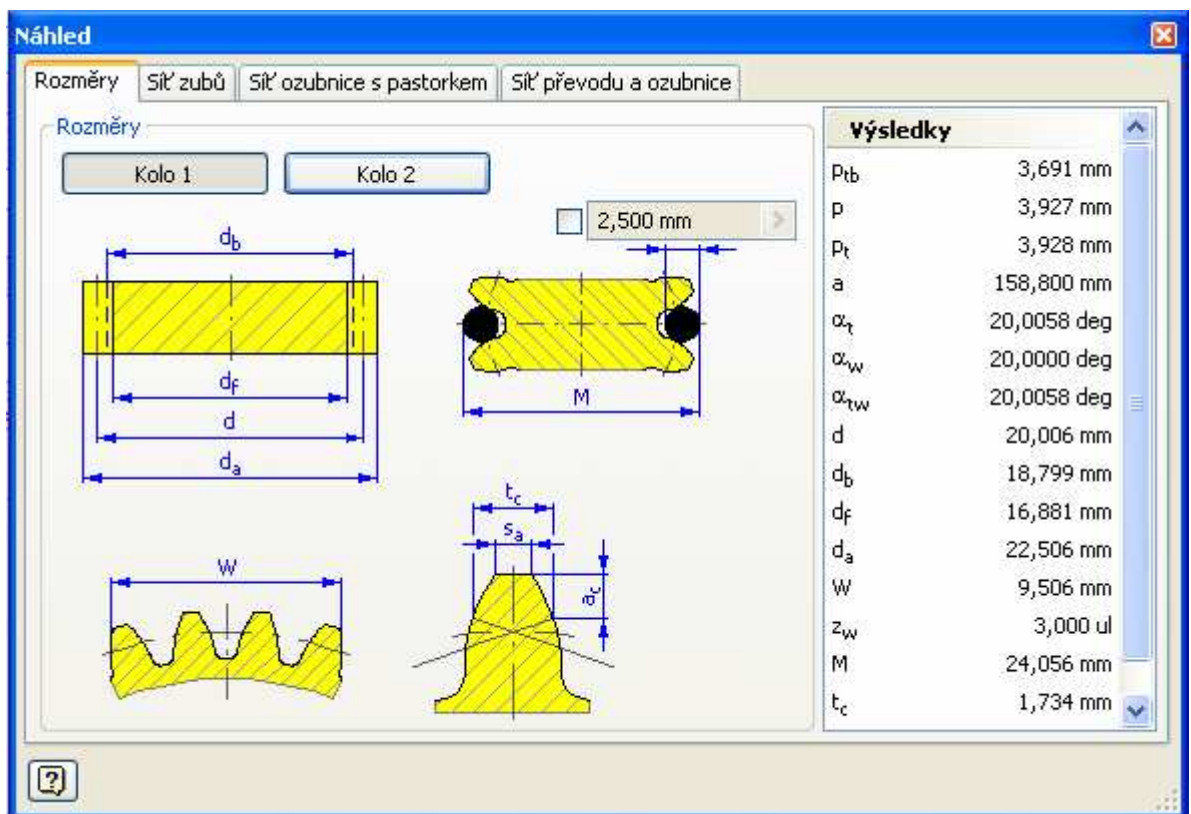 Náhled
Rozměry Síť zubů Síť ozubnice s pastorkem Síť převodu a ozubnice
Rozměry
Kolo 1 Kolo 2
2,500 mm
d_b
d_f
d
d_a
M
W
t_c
s_a
a_c
Výsledky
p_tb 3,691 mm
p 3,927 mm
p_t 3,928 mm
a 158,800 mm
α_t 20,0058 deg
α_w 20,0000 deg
α_tw 20,0058 deg
d 20,006 mm
d_b 18,799 mm
d_f 16,881 mm
d_a 22,506 mm
W 9,506 mm
z_w 3,000 ul
M 24,056 mm
t_c 1,734 mm